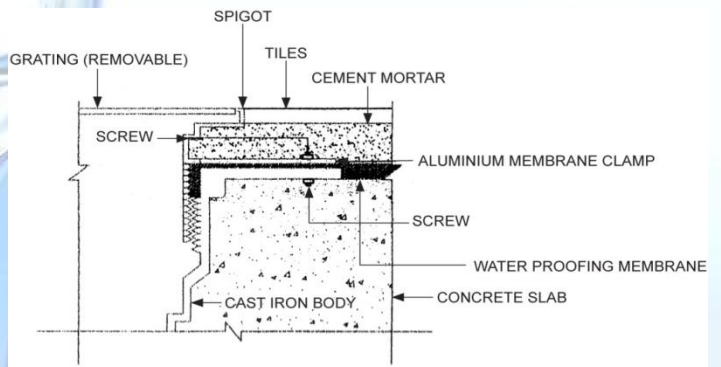 SPIGOT
GRATING (REMOVABLE)
TILES
CEMENT MORTAR
SCREW
ALUMINIUM MEMBRANE CLAMP
SCREW
WATER PROOFING MEMBRANE
CAST IRON BODY
CONCRETE SLAB